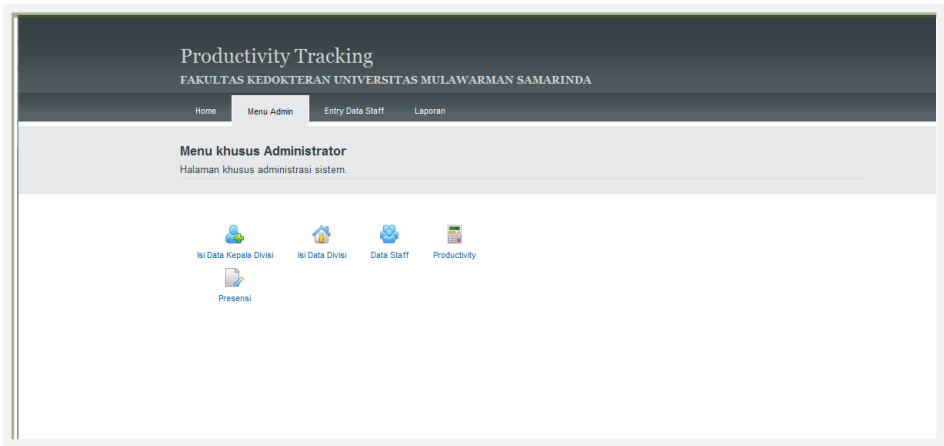 Productivity Tracking
FAKULTAS KEDOKTERAN UNIVERSITAS MULAWARMAN SAMARINDA
Home Menu Admin Entry Data Staff Laporan
Menu khusus Administrator
Halaman khusus administrasi sistem.
Isi Data Kepala Divisi Isi Data Divisi Data Staff Productivity
Presensi